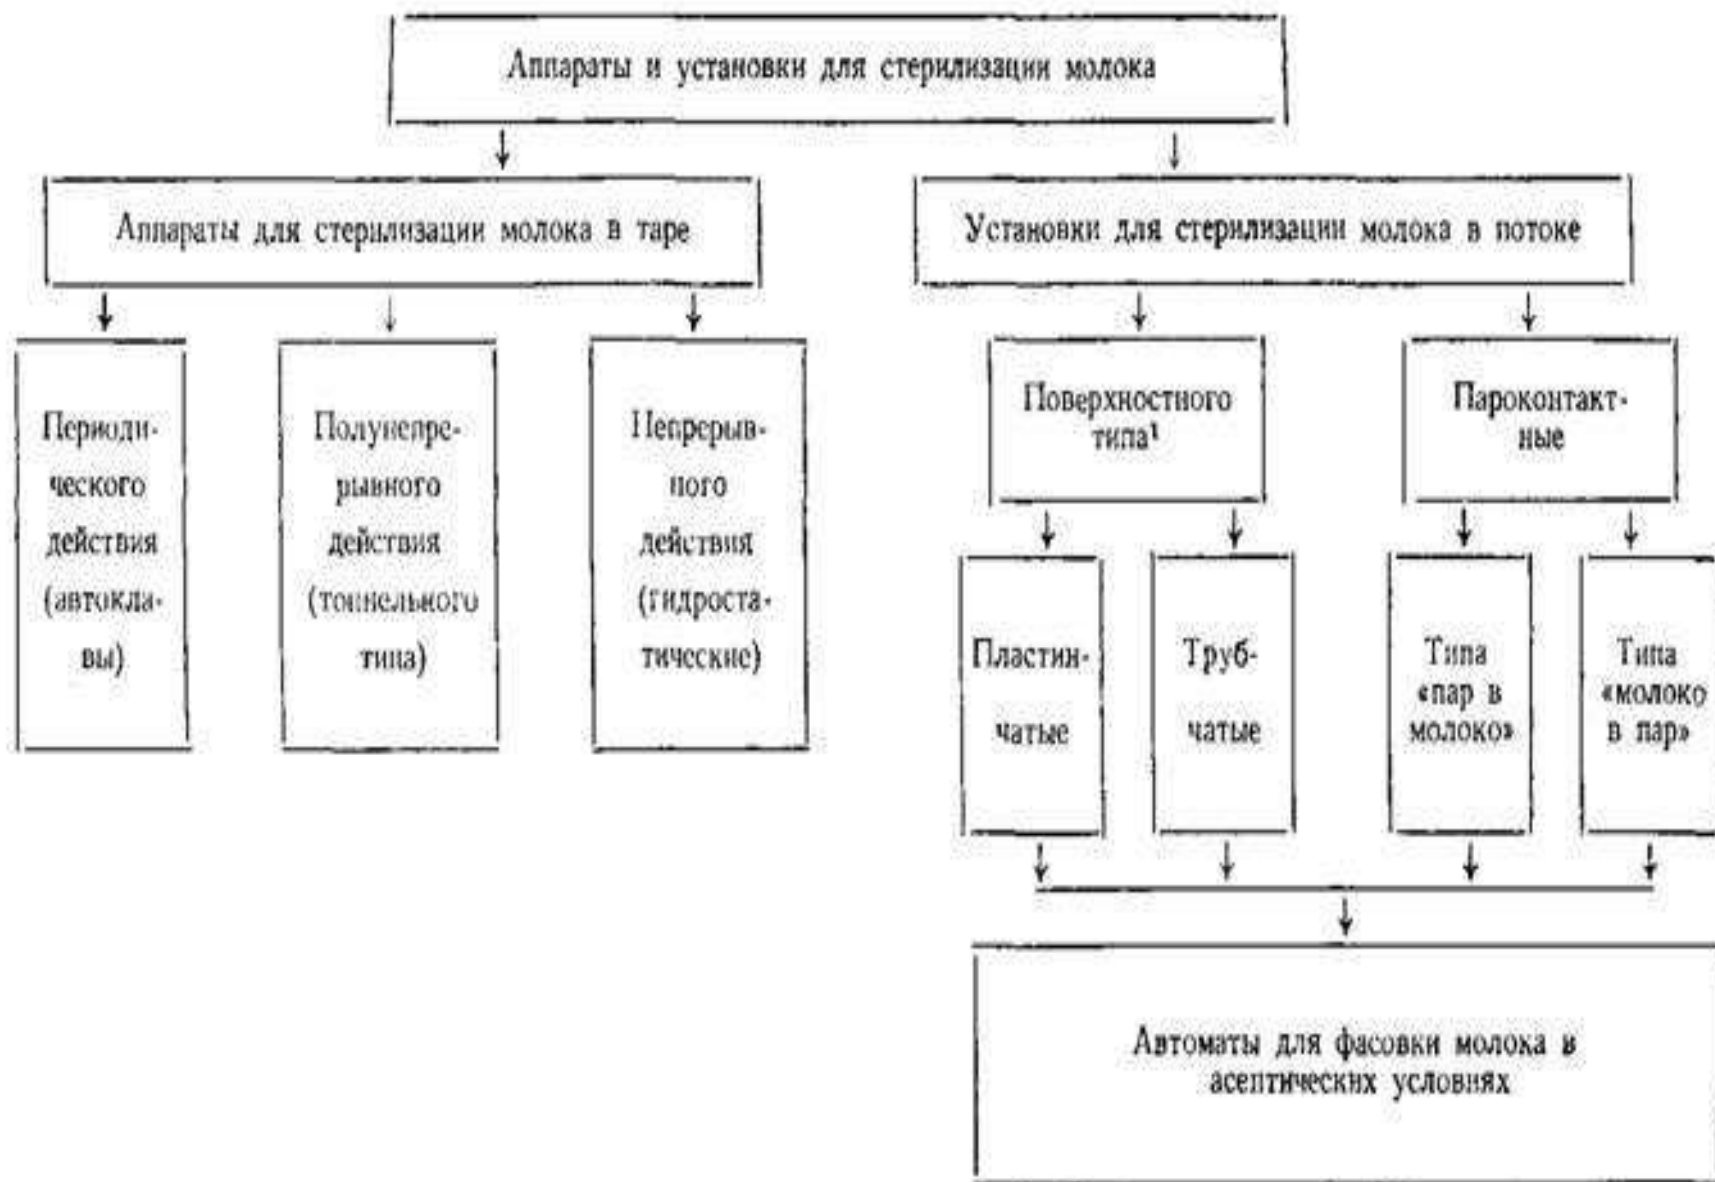 Аппараты и установки для стерилизации молока
Аппараты для стерилизации молока в таре
Установки для стерилизации молока в потоке
Периоди-
ческого
действия
(автокла-
вы)
Полунепре-
рывного
действия
(тоннельного
типа)
Непрерыв-
ного
действия
(гидроста-
тические)
Поверхностного
типа¹
Пароконтакт-
ные
Пластин-
чатые
Труб-
чатые
Типа
«пар в
молоко»
Типа
«молоко
в пар»
Автоматы для фасовки молока в
асептических условиях